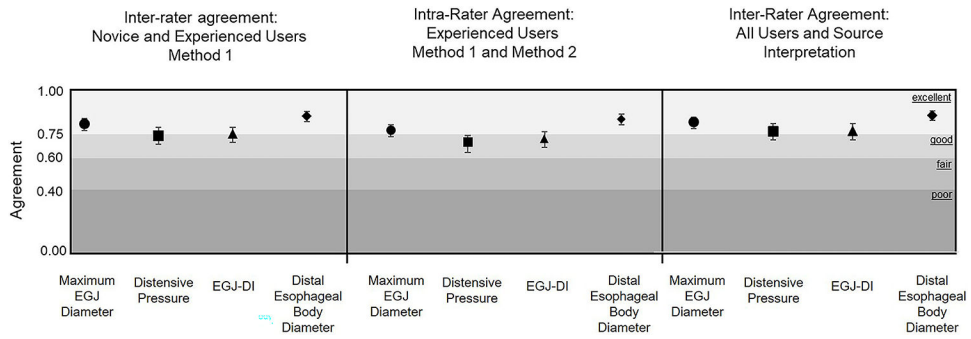 Inter-rater agreement:
Novice and Experienced Users
Method 1
Intra-Rater Agreement:
Experienced Users
Method 1 and Method 2
Inter-Rater Agreement:
All Users and Source
Interpretation
Agreement
1.00
0.75
0.60
0.40
0.00
excellent
good
fair
poor
Maximum
EGJ
Diameter
Distensive
Pressure
EGJ-DI
Distal
Esophageal
Body
Diameter
Maximum
EGJ
Diameter
Distensive
Pressure
EGJ-DI
Distal
Esophageal
Body
Diameter
Maximum
EGJ
Diameter
Distensive
Pressure
EGJ-DI
Distal
Esophageal
Body
Diameter